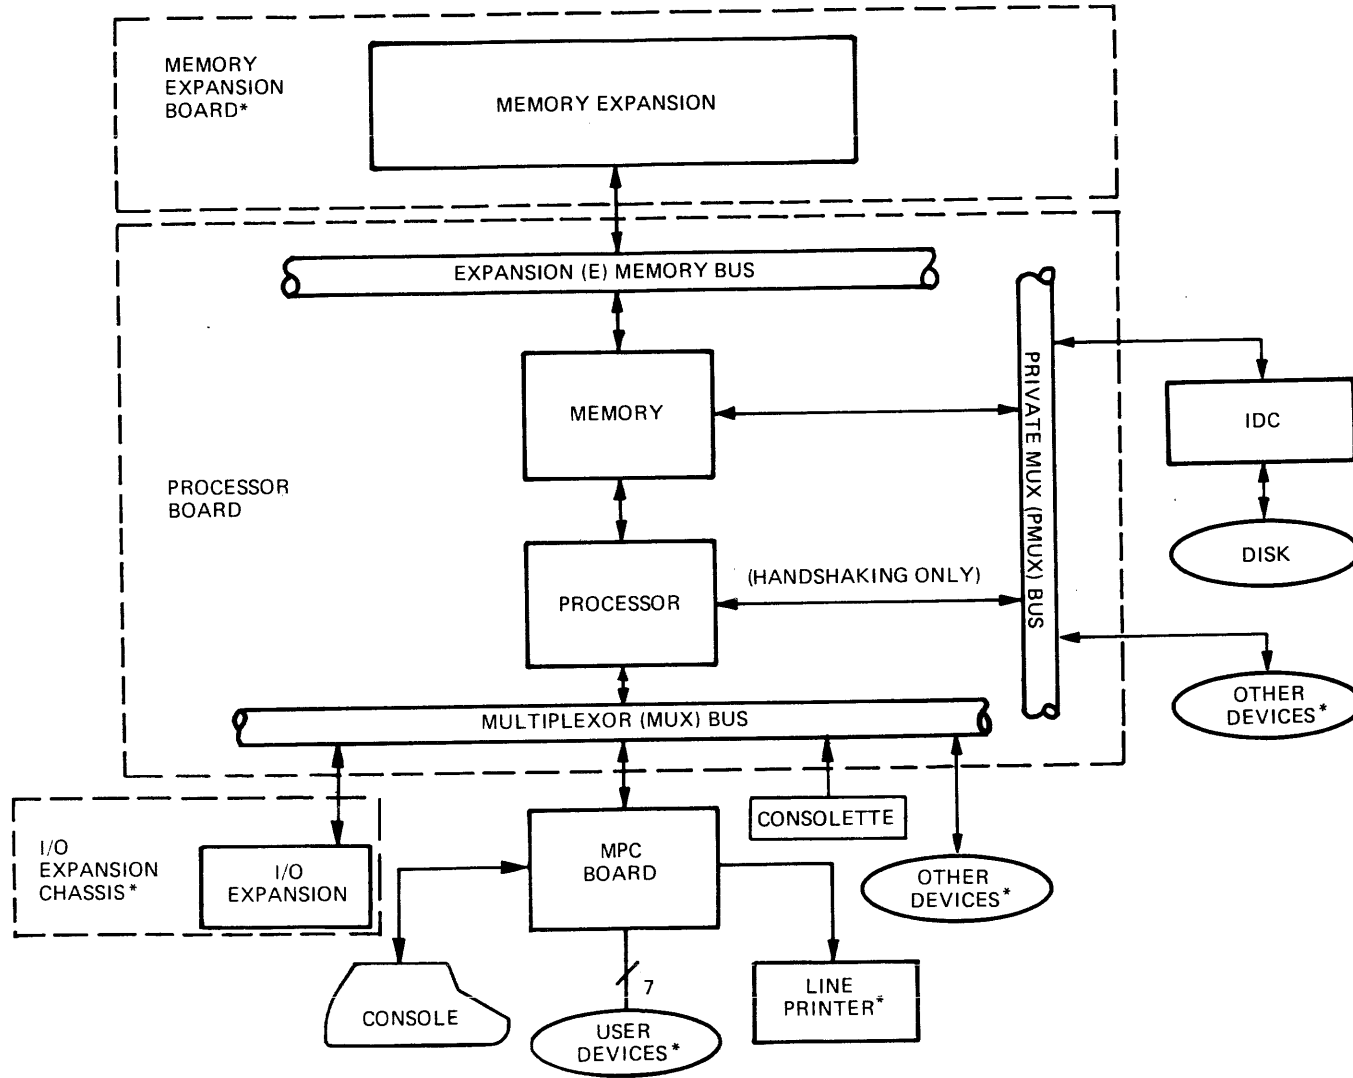 MEMORY
EXPANSION
BOARD*
MEMORY EXPANSION
EXPANSION (E) MEMORY BUS
PRIVATE MUX (PMUX) BUS
MEMORY
IDC
PROCESSOR
BOARD
DISK
(HANDSHAKING ONLY)
PROCESSOR
OTHER
DEVICES*
MULTIPLEXOR (MUX) BUS
CONSOLETTE
I/O
EXPANSION
CHASSIS*
I/O
EXPANSION
MPC
BOARD
OTHER
DEVICES*
7
CONSOLE
LINE
PRINTER*
USER
DEVICES*